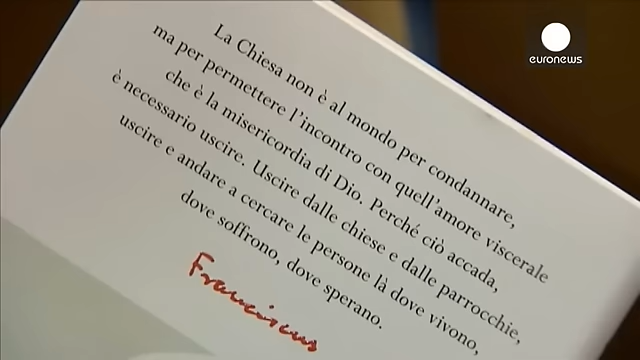 La Chiesa non è al mondo per condannare,
ma per permettere l'incontro con quell'amore viscerale
che è la misericordia di Dio. Perché ciò accada,
è necessario uscire. Uscire dalle chiese e dalle parrocchie,
uscire e andare a cercare le persone là dove vivono,
dove soffrono, dove sperano.
Franciscus
euronews